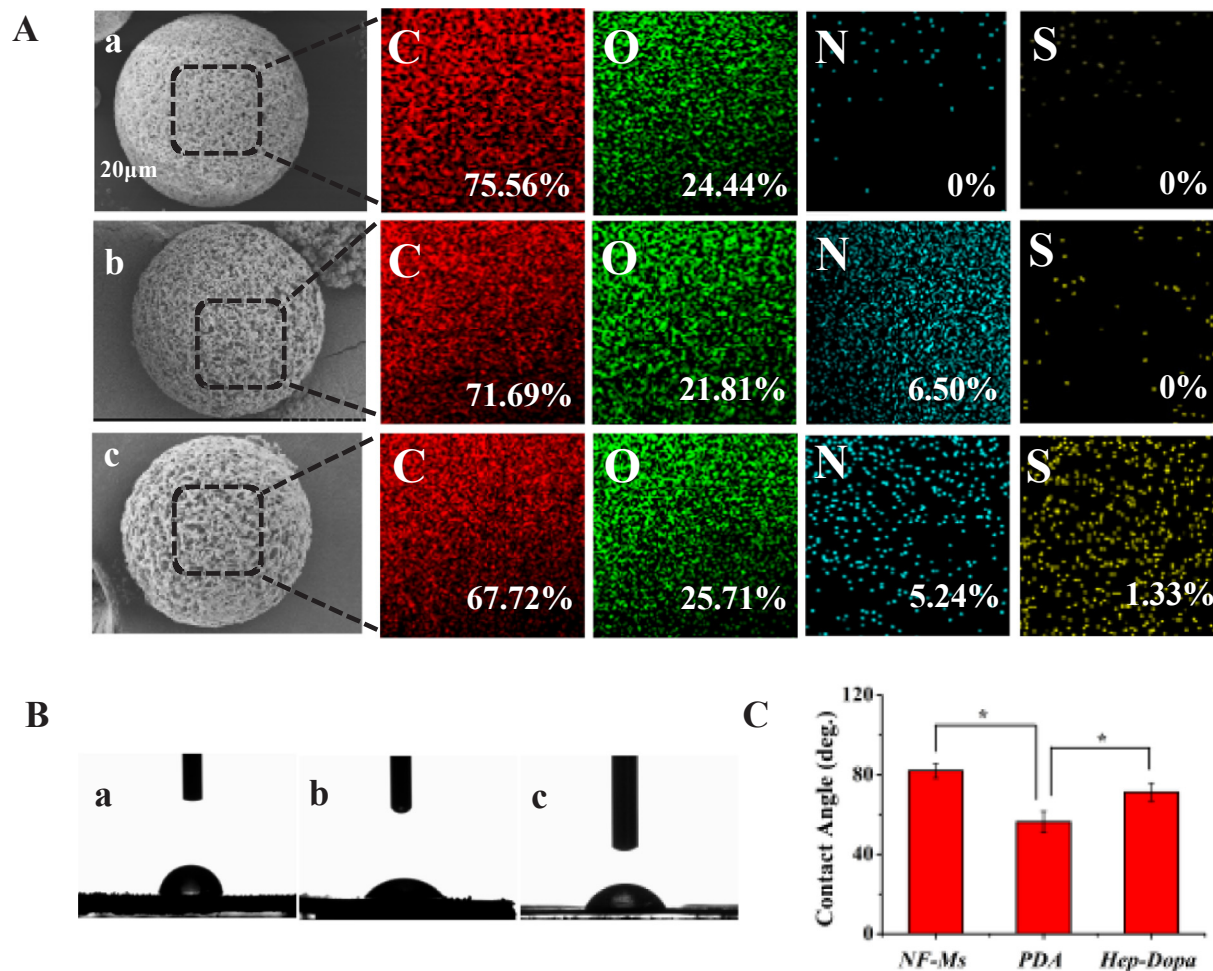 A
a
20μm
C
75.56%
O
24.44%
N
0%
S
0%
b
C
71.69%
O
21.81%
N
6.50%
S
0%
c
C
67.72%
O
25.71%
N
5.24%
S
1.33%
B
a
b
c
C
Contact Angle (deg.)
120
80
40
0
*
*
NF-Ms PDA Hep-Dopa